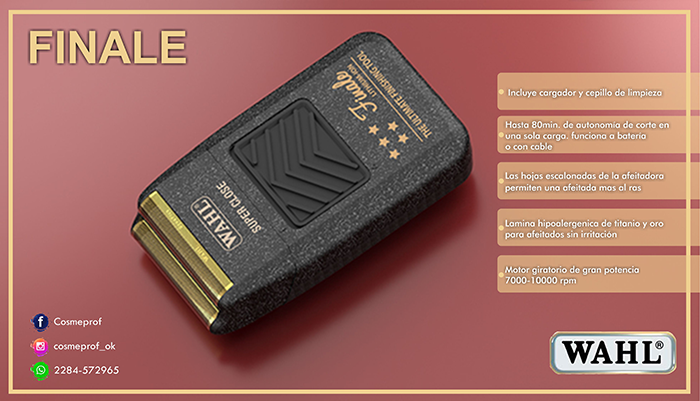 FINALE
Finale
LITHIUM ION
THE ULTIMATE FINISHING TOOL
WAHL®
SUPER CLOSE
Incluye cargador y cepillo de limpieza
Hasta 80min. de autonomia de corte en
una sola carga. funciona a bateria
o con cable
Las hojas escalonadas de la afeitadora
permiten una afeitada mas al ras
Lamina hipoalergenica de titanio y oro
para afeitados sin irritación
Motor giratorio de gran potencia
7000-10000 rpm
Cosmeprof
cosmeprof_ok
2284-572965
WAHL®